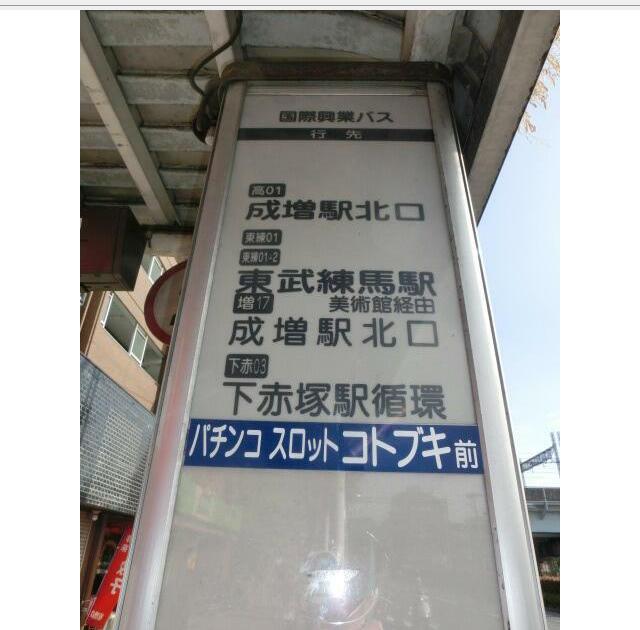 国際興業バス
行先
高01
成増駅北口
東練01
東練01-2
東武練馬駅
増17 美術館経由
成増駅北口
下赤03
下赤塚駅循環
パチンコ スロット コトブキ 前